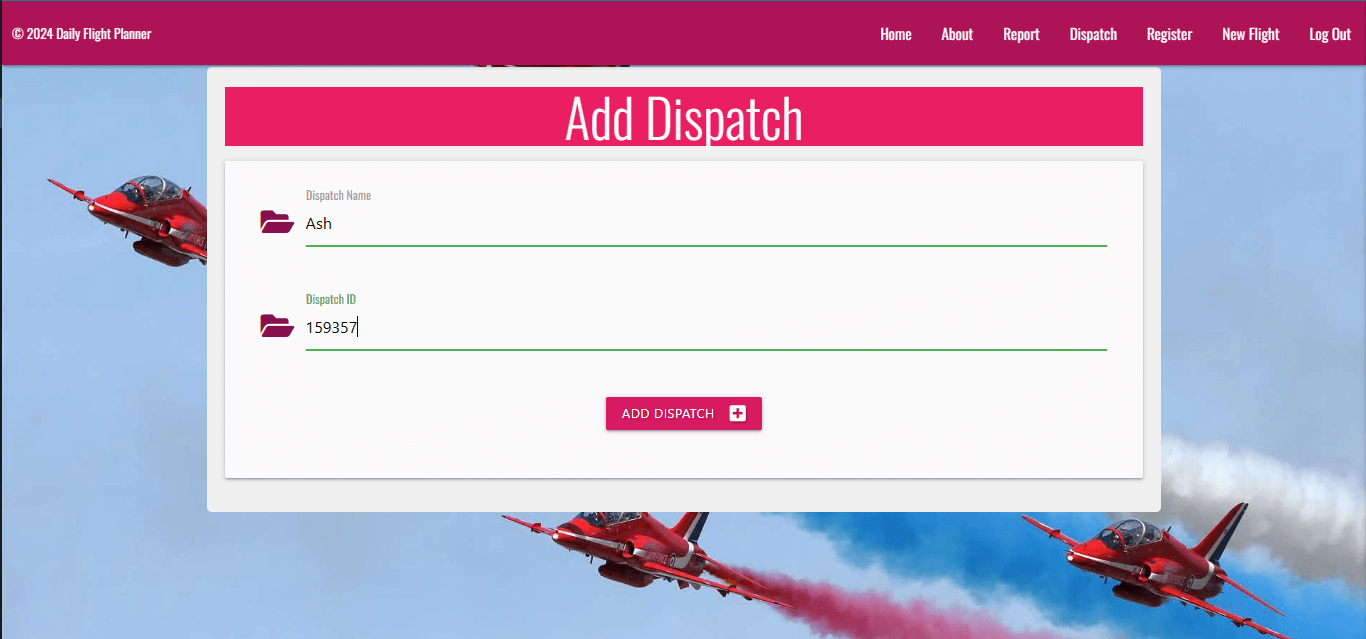 © 2024 Daily Flight Planner
Home About Report Dispatch Register New Flight Log Out
Add Dispatch
Dispatch Name
Ash
Dispatch ID
159357
ADD DISPATCH